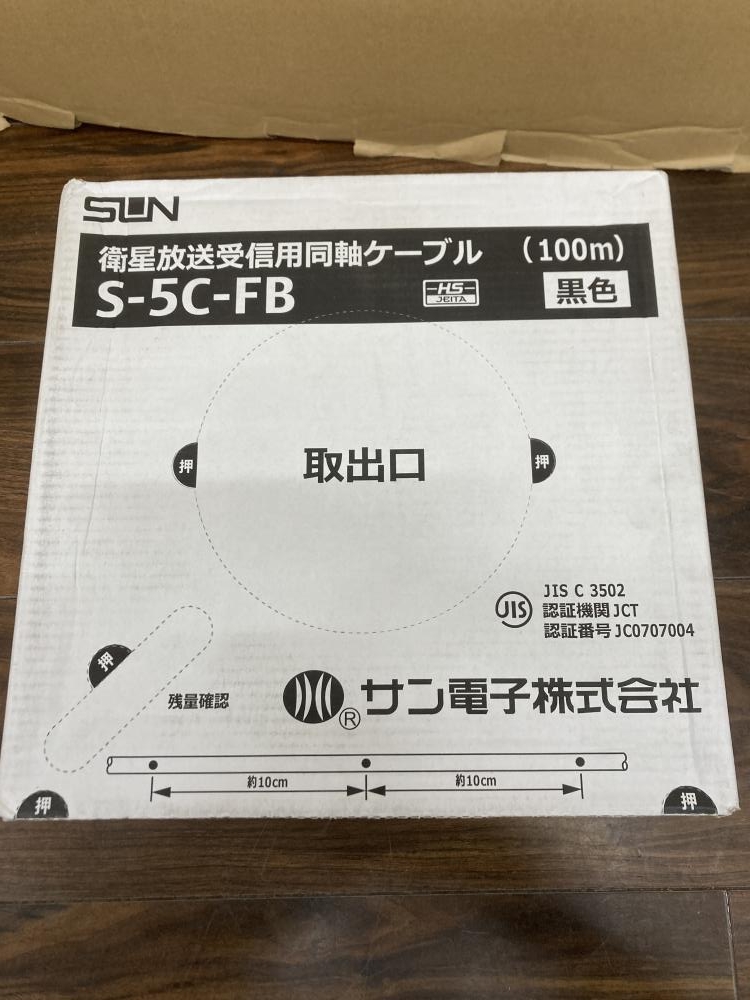 SUN
衛星放送受信用同軸ケーブル (100m)
S-5C-FB
HS
JEITA
黒色
押
取出口
押
JIS
JIS C 3502
認証機関 JCT
認証番号 JC0707004
押
残量確認
® サン電子株式会社
約10cm
約10cm
押
押